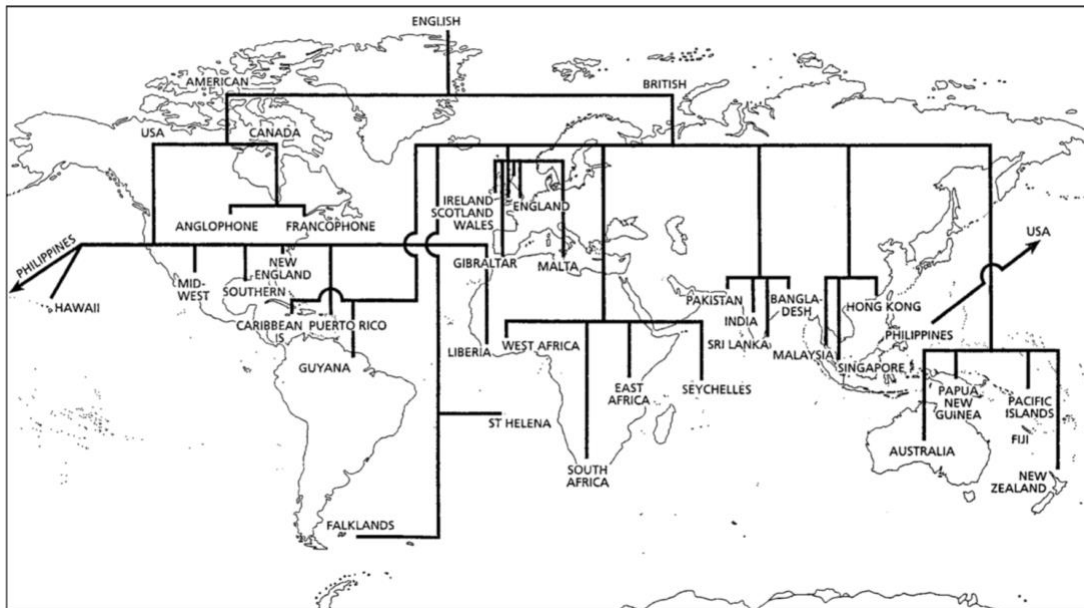 ENGLISH
AMERICAN
BRITISH
USA
CANADA
ANGLOPHONE
FRANCOPHONE
IRELAND
SCOTLAND
WALES
ENGLAND
GIBRALTAR
MALTA
PHILIPPINES
HAWAII
MID-
WEST
SOUTHERN
NEW
ENGLAND
CARIBBEAN
IS
PUERTO RICO
GUYANA
LIBERIA
WEST AFRICA
EAST
AFRICA
SEYCHELLES
SOUTH
AFRICA
ST HELENA
FALKLANDS
PAKISTAN
INDIA
SRI LANKA
BANGLA-
DESH
MALAYSIA
SINGAPORE
HONG KONG
PHILIPPINES
USA
PAPUA
NEW
GUINEA
PACIFIC
ISLANDS
FIJI
AUSTRALIA
NEW
ZEALAND